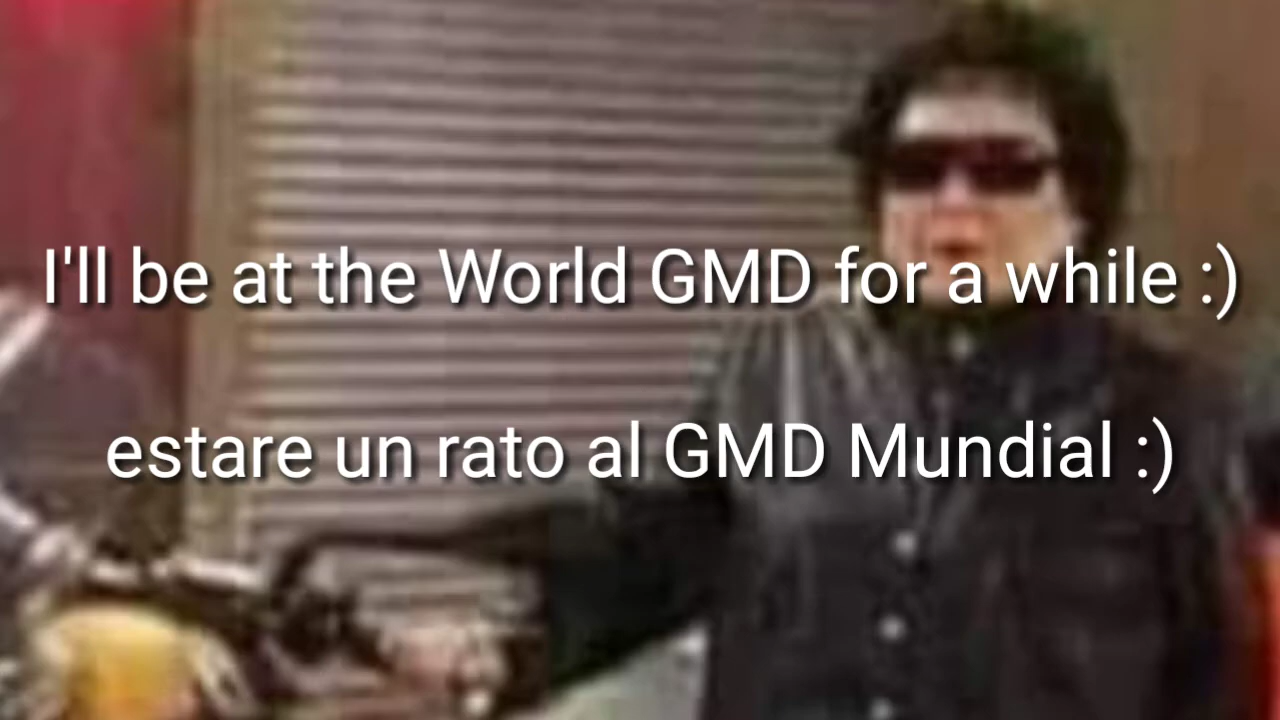 I'll be at the World GMD for a while :)
estare un rato al GMD Mundial :)